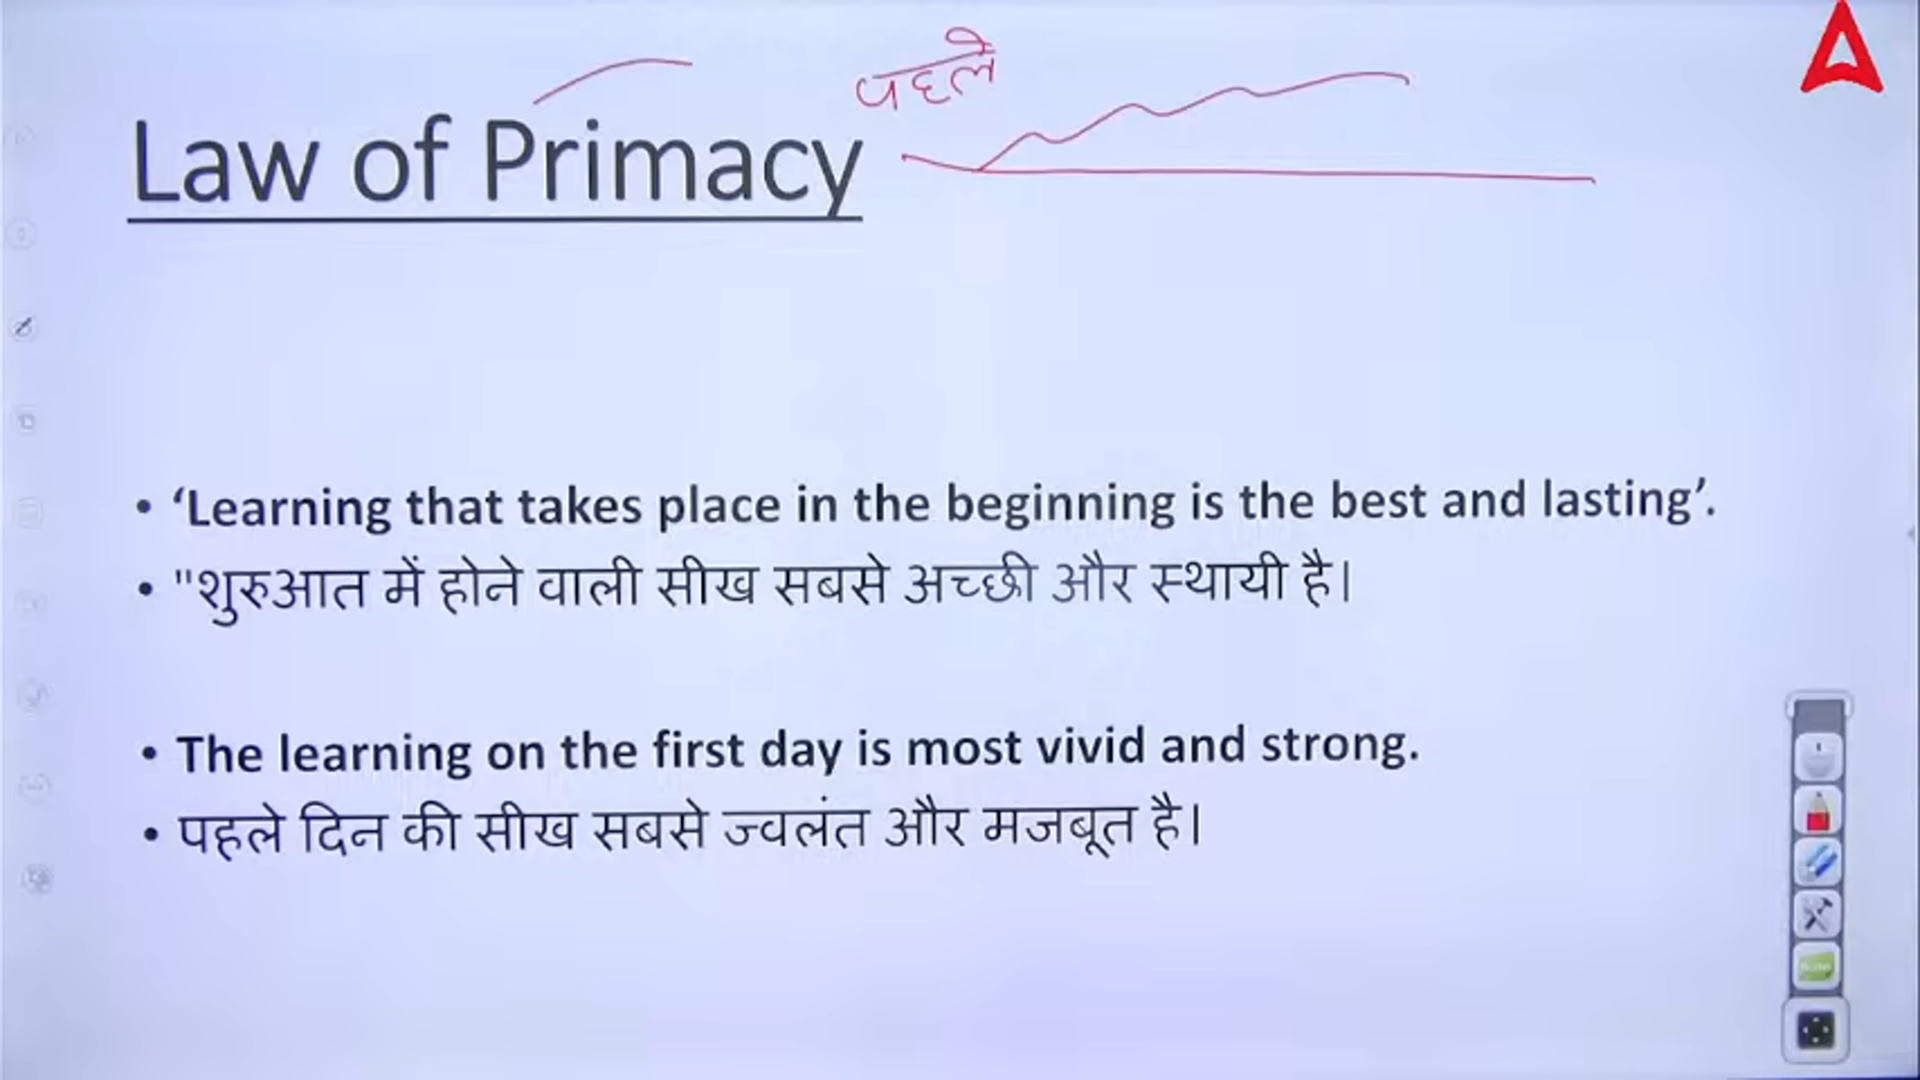 पहले
Law of Primacy
• ‘Learning that takes place in the beginning is the best and lasting’.
• "शुरुआत में होने वाली सीख सबसे अच्छी और स्थायी है।
• The learning on the first day is most vivid and strong.
• पहले दिन की सीख सबसे ज्वलंत और मजबूत है।